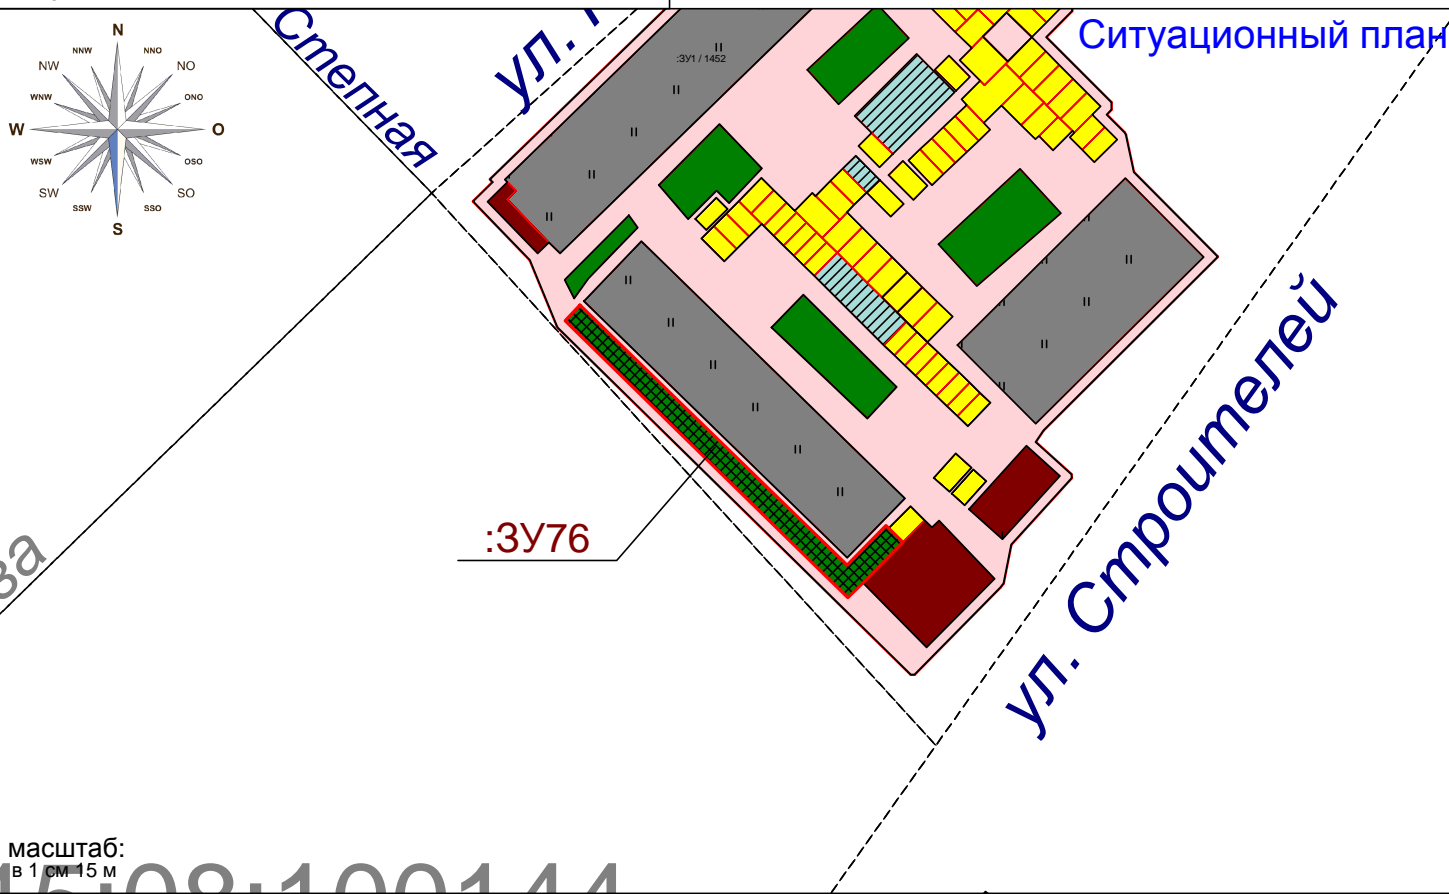 Ситуационный план
N
NNW
NNO
NW
NO
WNW
ONO
W
O
WSW
OSO
SW
SO
SSW
SSO
S
Степная
ул.
:ЗУ1 / 1452
:ЗУ76
ул. Строителей
масштаб:
в 1 см 15 м
:100144